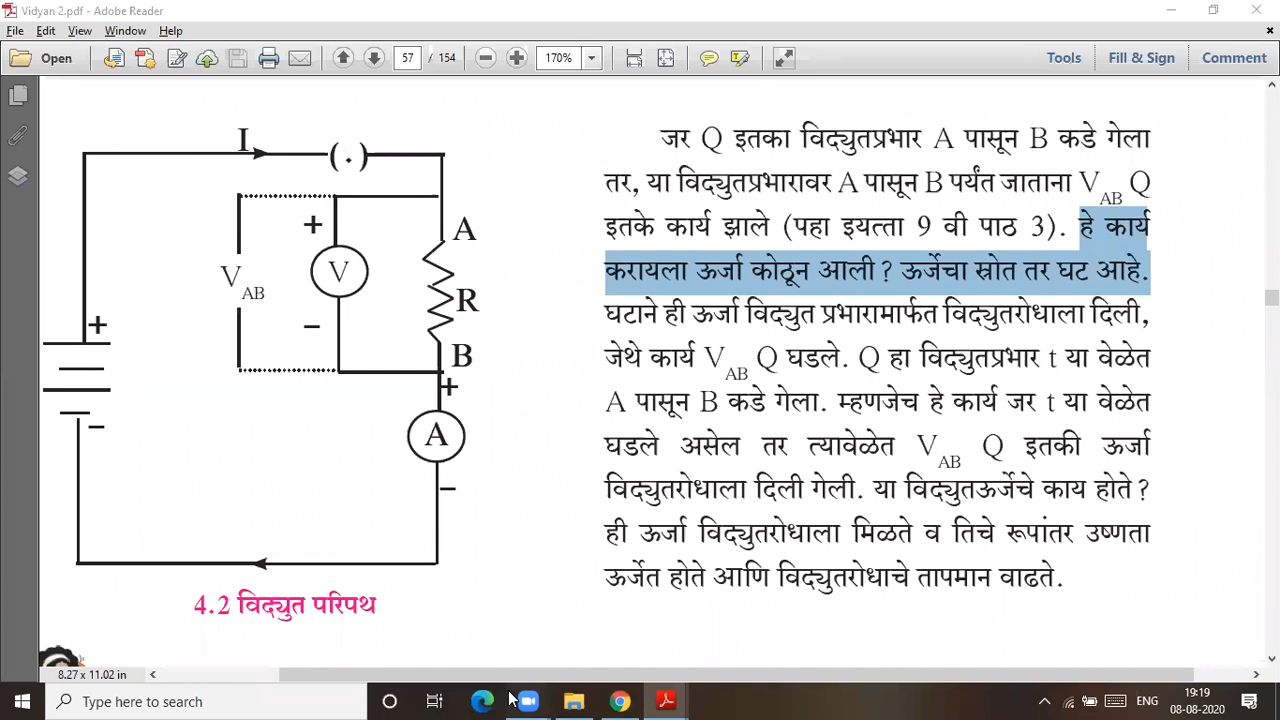 Vidyan 2.pdf - Adobe Reader
File Edit View Window Help
Open 57 / 154 170% Tools Fill & Sign Comment
I
( . )
+
A
V
V AB
R
−
B
+
+
A
−
−
4.2 विद्युत परिपथ
जर Q इतका विद्युतप्रभार A पासून B कडे गेला
तर, या विद्युतप्रभारावर A पासून B पर्यंत जाताना V AB Q
इतके कार्य झाले (पहा इयत्ता 9 वी पाठ 3). हे कार्य
करायला ऊर्जा कोठून आली ? ऊर्जेचा स्रोत तर घट आहे.
घटाने ही ऊर्जा विद्युत प्रभारामार्फत विद्युतरोधाला दिली,
जेथे कार्य V AB Q घडले. Q हा विद्युतप्रभार t या वेळेत
A पासून B कडे गेला. म्हणजेच हे कार्य जर t या वेळेत
घडले असेल तर त्यावेळेत V AB Q इतकी ऊर्जा
विद्युतरोधाला दिली गेली. या विद्युतऊर्जेचे काय होते ?
ही ऊर्जा विद्युतरोधाला मिळते व तिचे रूपांतर उष्णता
ऊर्जेत होते आणि विद्युतरोधाचे तापमान वाढते.
8.27 x 11.02 in
Type here to search
ENG
19:19
08-08-2020